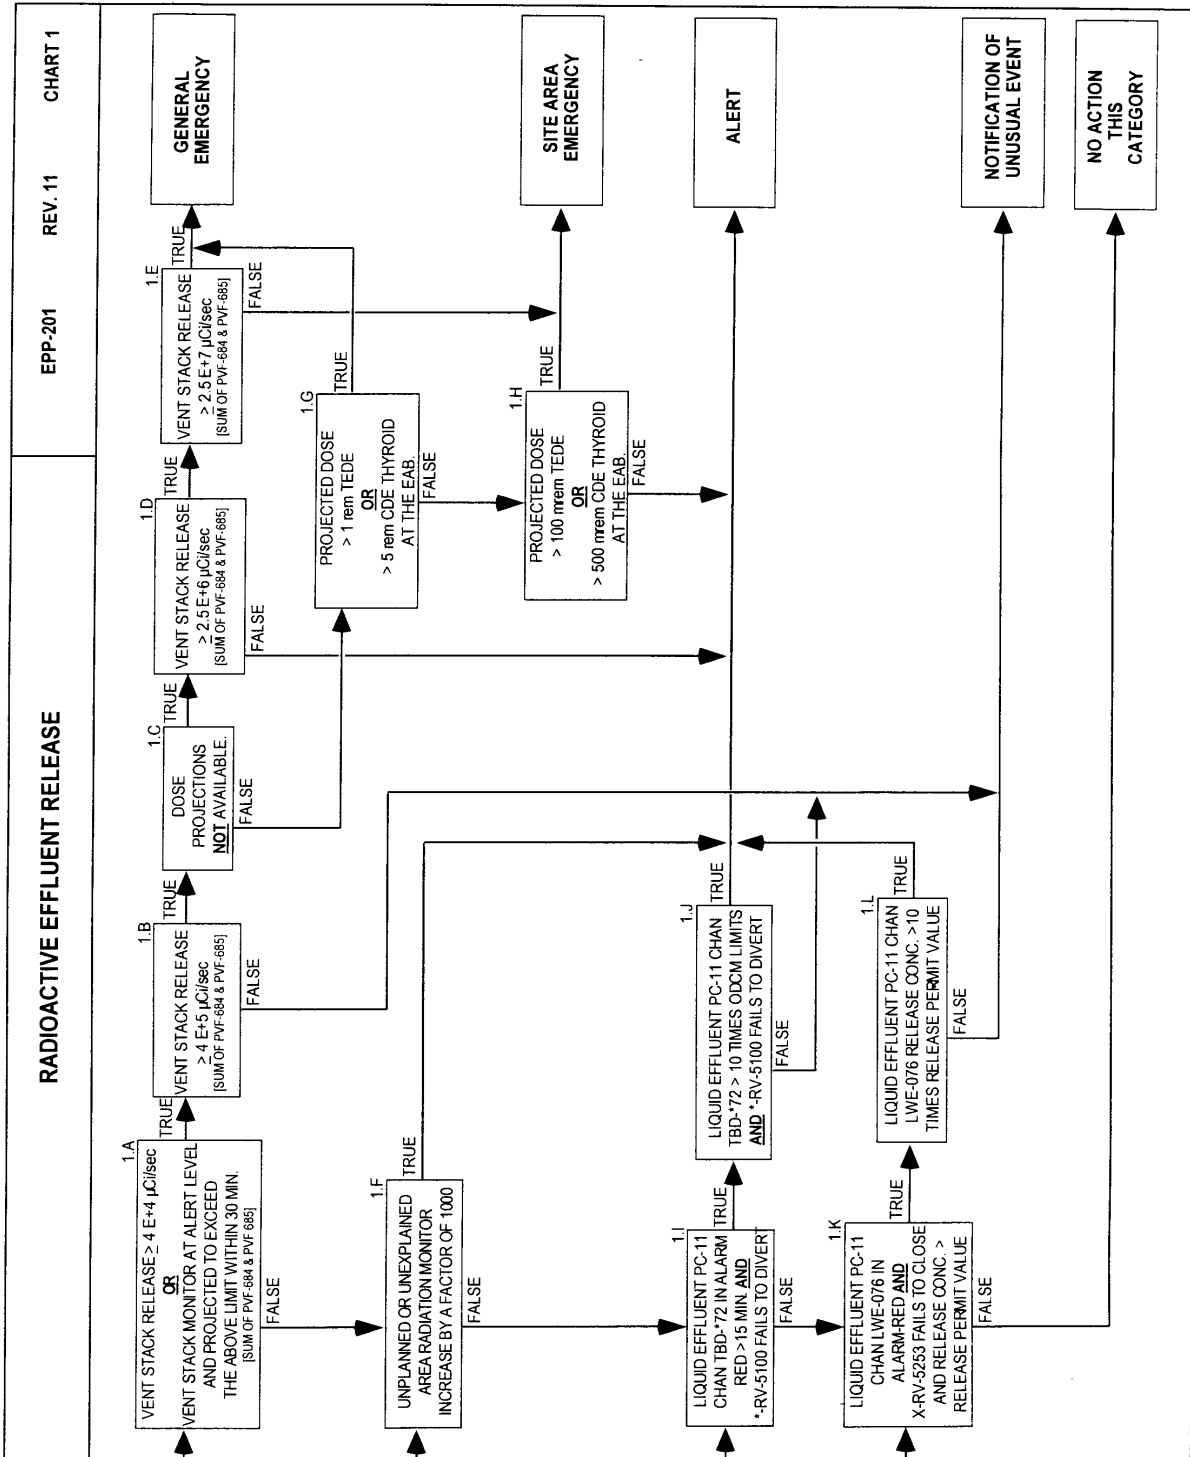 RADIOACTIVE EFFLUENT RELEASE
EPP-201
REV. 11
CHART 1
1.A
VENT STACK RELEASE ≥ 4 E+4 µCi/sec
OR
VENT STACK MONITOR AT ALERT LEVEL
AND PROJECTED TO EXCEED
THE ABOVE LIMIT WITHIN 30 MIN.
[SUM OF PVF-684 & PVF 685]
TRUE
FALSE
1.B
VENT STACK RELEASE
≥ 4 E+5 µCi/sec
[SUM OF PVF-684 & PVF-685]
TRUE
FALSE
1.C
DOSE
PROJECTIONS
NOT AVAILABLE.
TRUE
FALSE
1.D
VENT STACK RELEASE
≥ 2.5 E+6 µCi/sec
[SUM OF PVF-684 & PVF-685]
TRUE
FALSE
1.E
VENT STACK RELEASE
≥ 2.5 E+7 µCi/sec
[SUM OF PVF-684 & PVF-685]
TRUE
FALSE
GENERAL
EMERGENCY
1.F
UNPLANNED OR UNEXPLAINED
AREA RADIATION MONITOR
INCREASE BY A FACTOR OF 1000
TRUE
FALSE
1.G
PROJECTED DOSE
> 1 rem TEDE
OR
> 5 rem CDE THYROID
AT THE EAB.
TRUE
FALSE
1.H
PROJECTED DOSE
> 100 mrem TEDE
OR
> 500 mrem CDE THYROID
AT THE EAB.
TRUE
FALSE
SITE AREA
EMERGENCY
1.I
LIQUID EFFLUENT PC-11
CHAN TBD-*72 IN ALARM
RED >15 MIN. AND
*-RV-5100 FAILS TO DIVERT
TRUE
FALSE
1.J
LIQUID EFFLUENT PC-11 CHAN
TBD-*72 > 10 TIMES ODCM LIMITS
AND *-RV-5100 FAILS TO DIVERT
TRUE
FALSE
ALERT
1.K
LIQUID EFFLUENT PC-11
CHAN LWE-076 IN
ALARM-RED AND
X-RV-5253 FAILS TO CLOSE
AND RELEASE CONC. >
RELEASE PERMIT VALUE
TRUE
FALSE
1.L
LIQUID EFFLUENT PC-11 CHAN
LWE-076 RELEASE CONC. >10
TIMES RELEASE PERMIT VALUE
TRUE
FALSE
NOTIFICATION OF
UNUSUAL EVENT
NO ACTION
THIS
CATEGORY